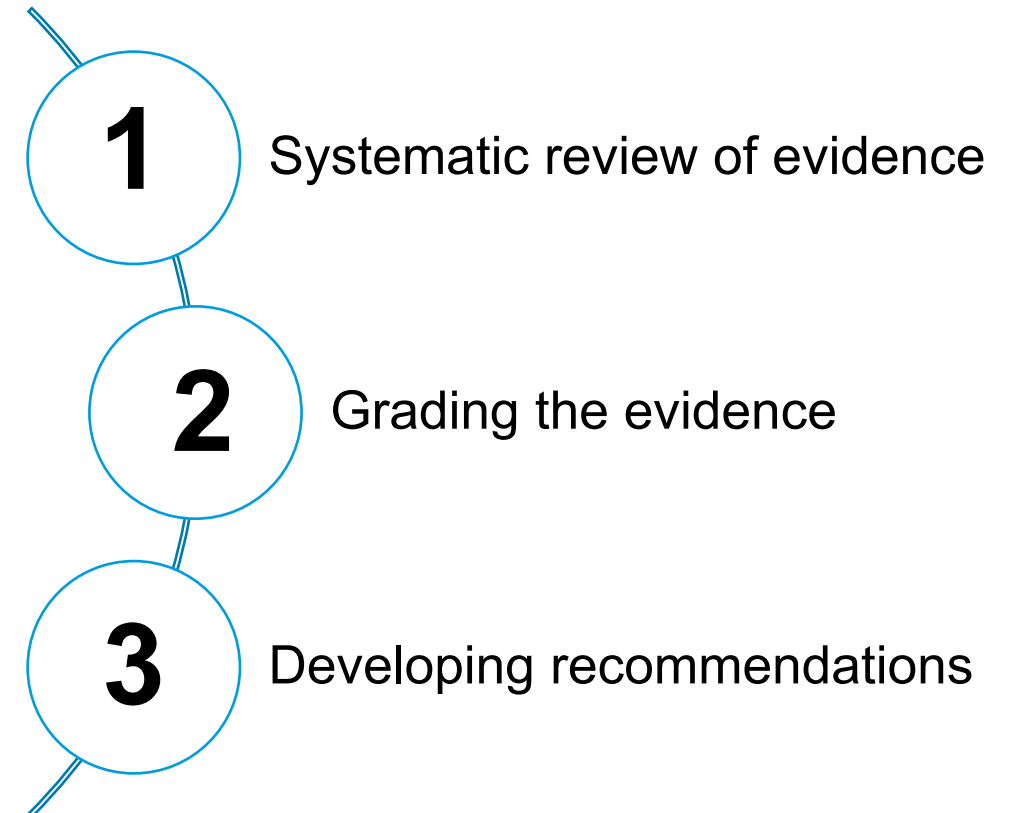 1
Systematic review of evidence
2
Grading the evidence
3
Developing recommendations